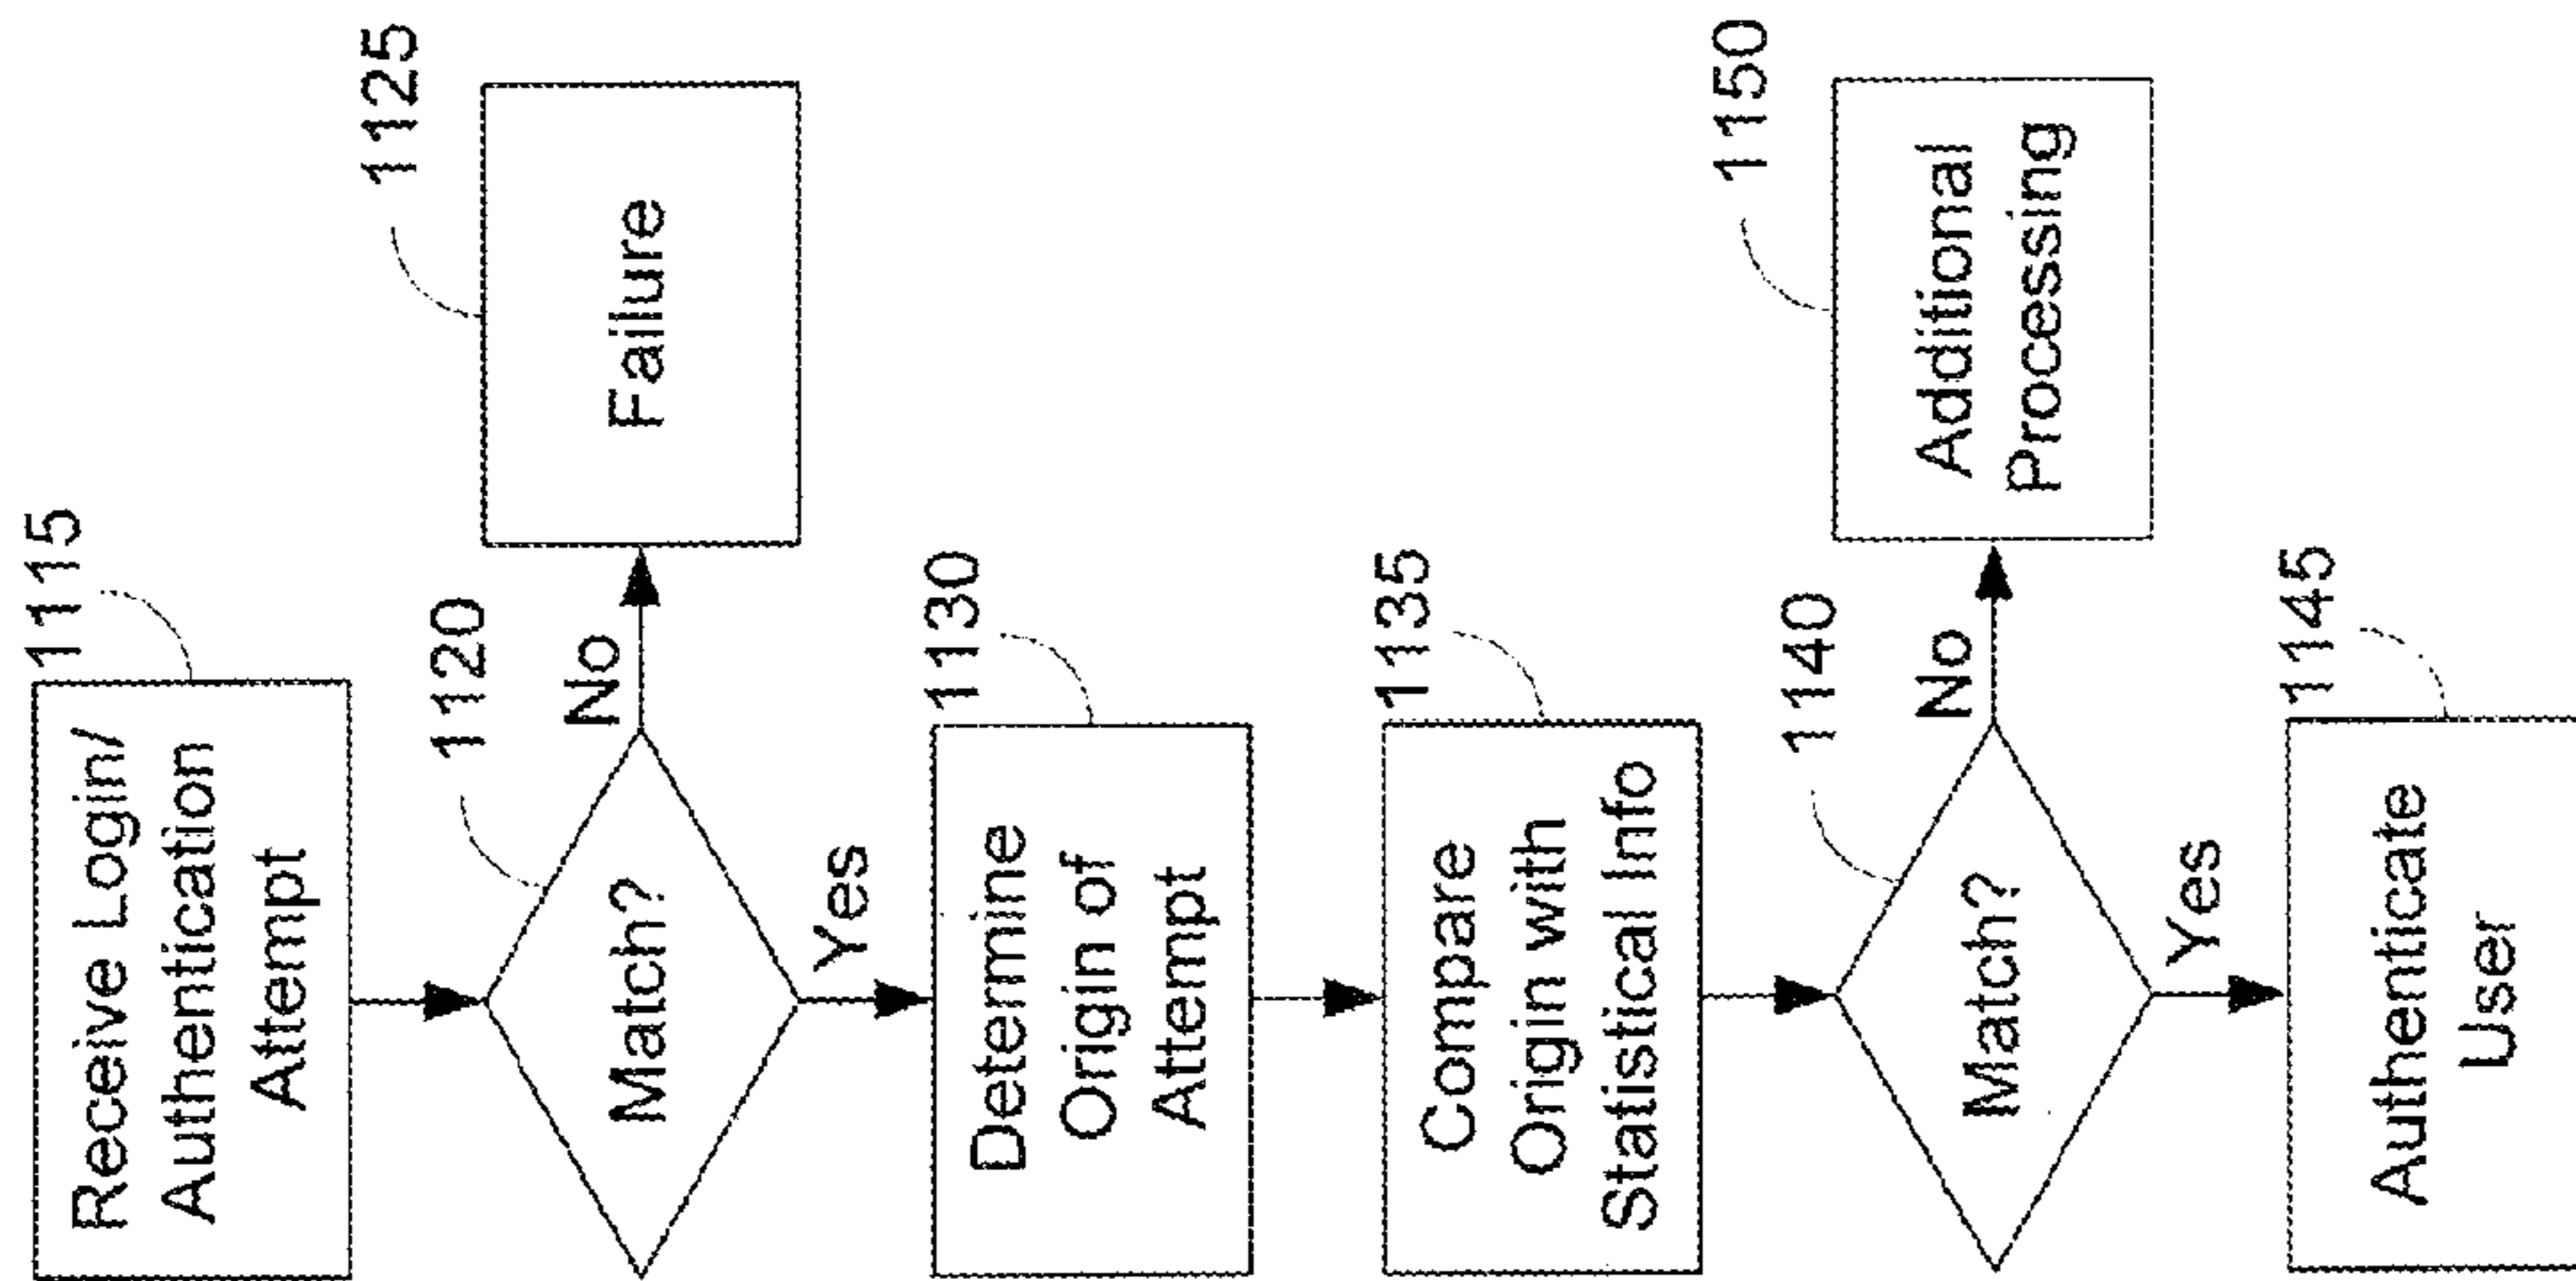 Receive Login/
Authentication
Attempt
1115
Match?
1120
No
Failure
1125
Yes
Determine
Origin of
Attempt
1130
Compare
Origin with
Statistical Info
1135
Match?
1140
No
Additional
Processing
1150
Yes
Authenticate
User
1145